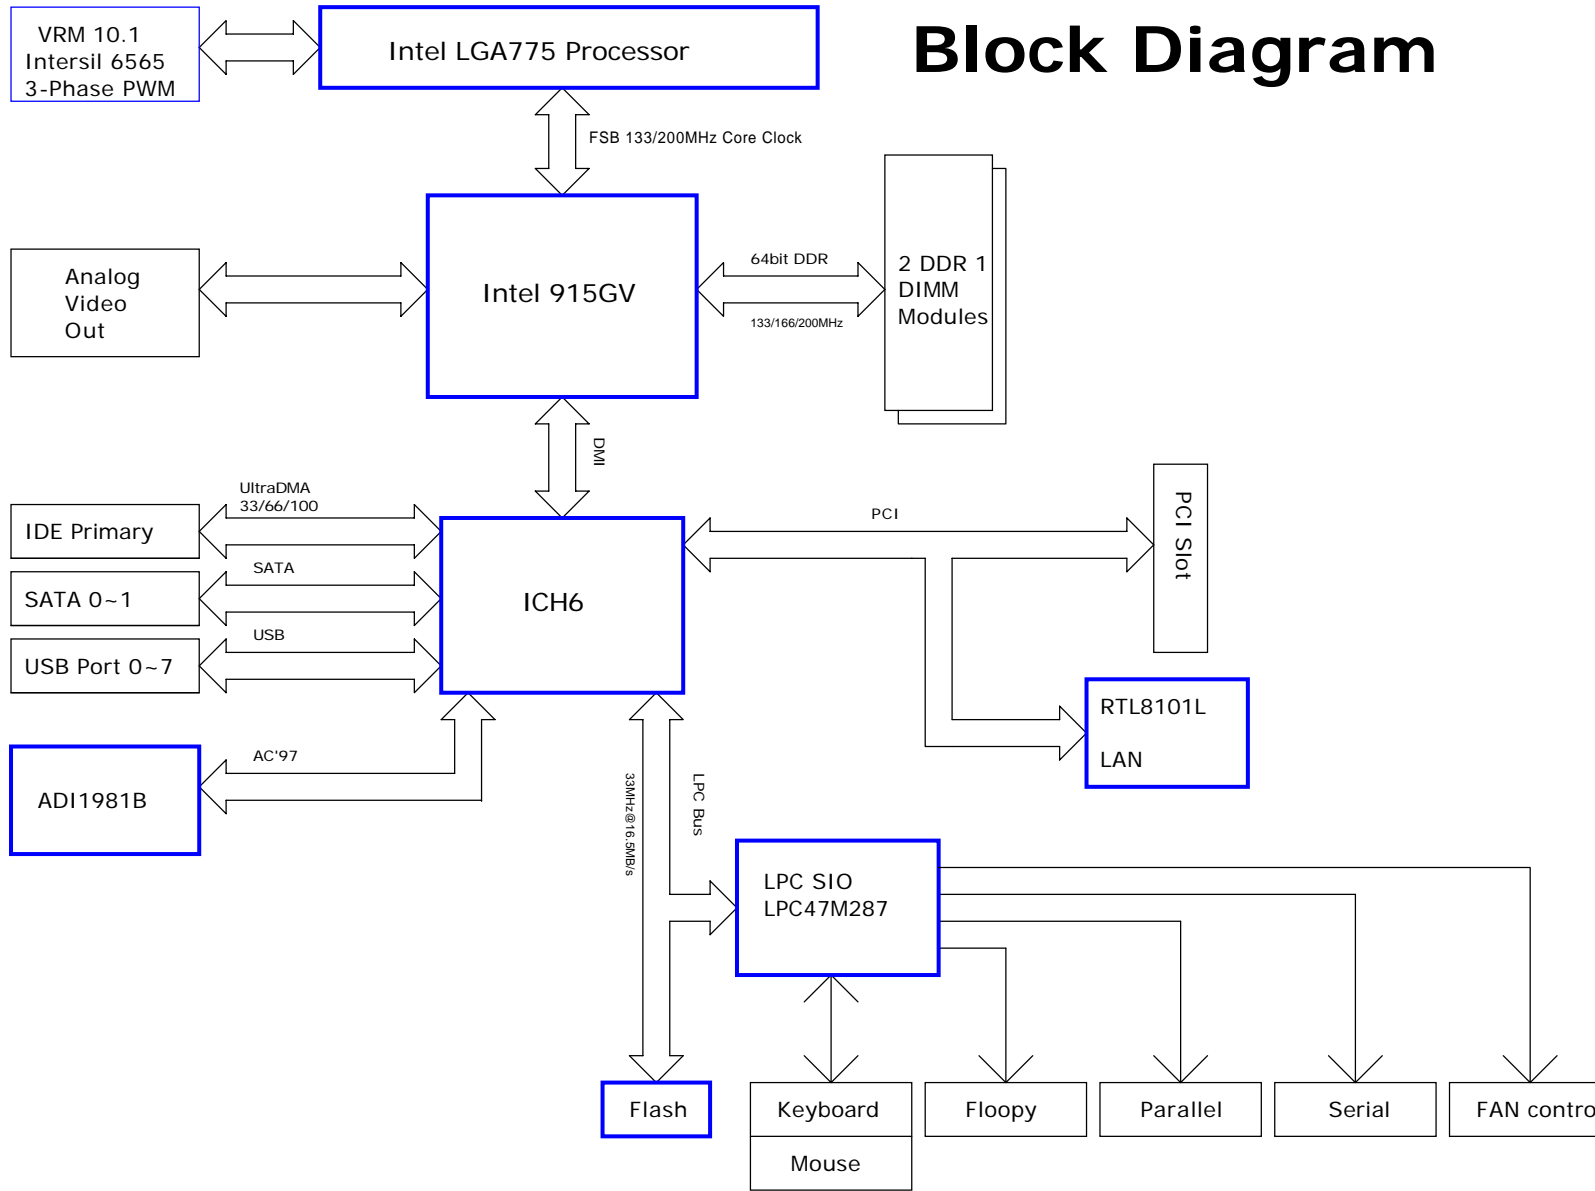 Block Diagram
VRM 10.1
Intersil 6565
3-Phase PWM
Intel LGA775 Processor
FSB 133/200MHz Core Clock
Analog
Video
Out
Intel 915GV
64bit DDR
133/166/200MHz
2 DDR 1
DIMM
Modules
DMI
UltraDMA
33/66/100
IDE Primary
SATA
SATA 0~1
USB
USB Port 0~7
ICH6
PCI
PCI Slot
RTL8101L
LAN
AC'97
ADI1981B
33MHz@16.5MB/s
LPC Bus
LPC SIO
LPC47M287
Flash
Keyboard
Mouse
Floopy
Parallel
Serial
FAN contro